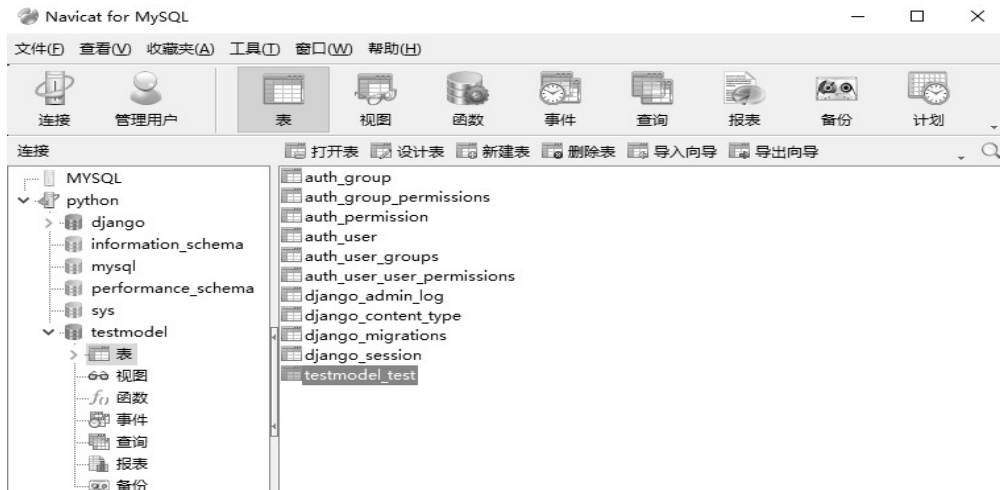 Navicat for MySQL
文件(F) 查看(V) 收藏夹(A) 工具(T) 窗口(W) 帮助(H)
连接 管理用户 表 视图 函数 事件 查询 报表 备份 计划
连接
打开表 设计表 新建表 删除表 导入向导 导出向导
MYSQL
python
django
information_schema
mysql
performance_schema
sys
testmodel
表
视图
f() 函数
事件
查询
报表
备份
auth_group
auth_group_permissions
auth_permission
auth_user
auth_user_groups
auth_user_user_permissions
django_admin_log
django_content_type
django_migrations
django_session
testmodel_test